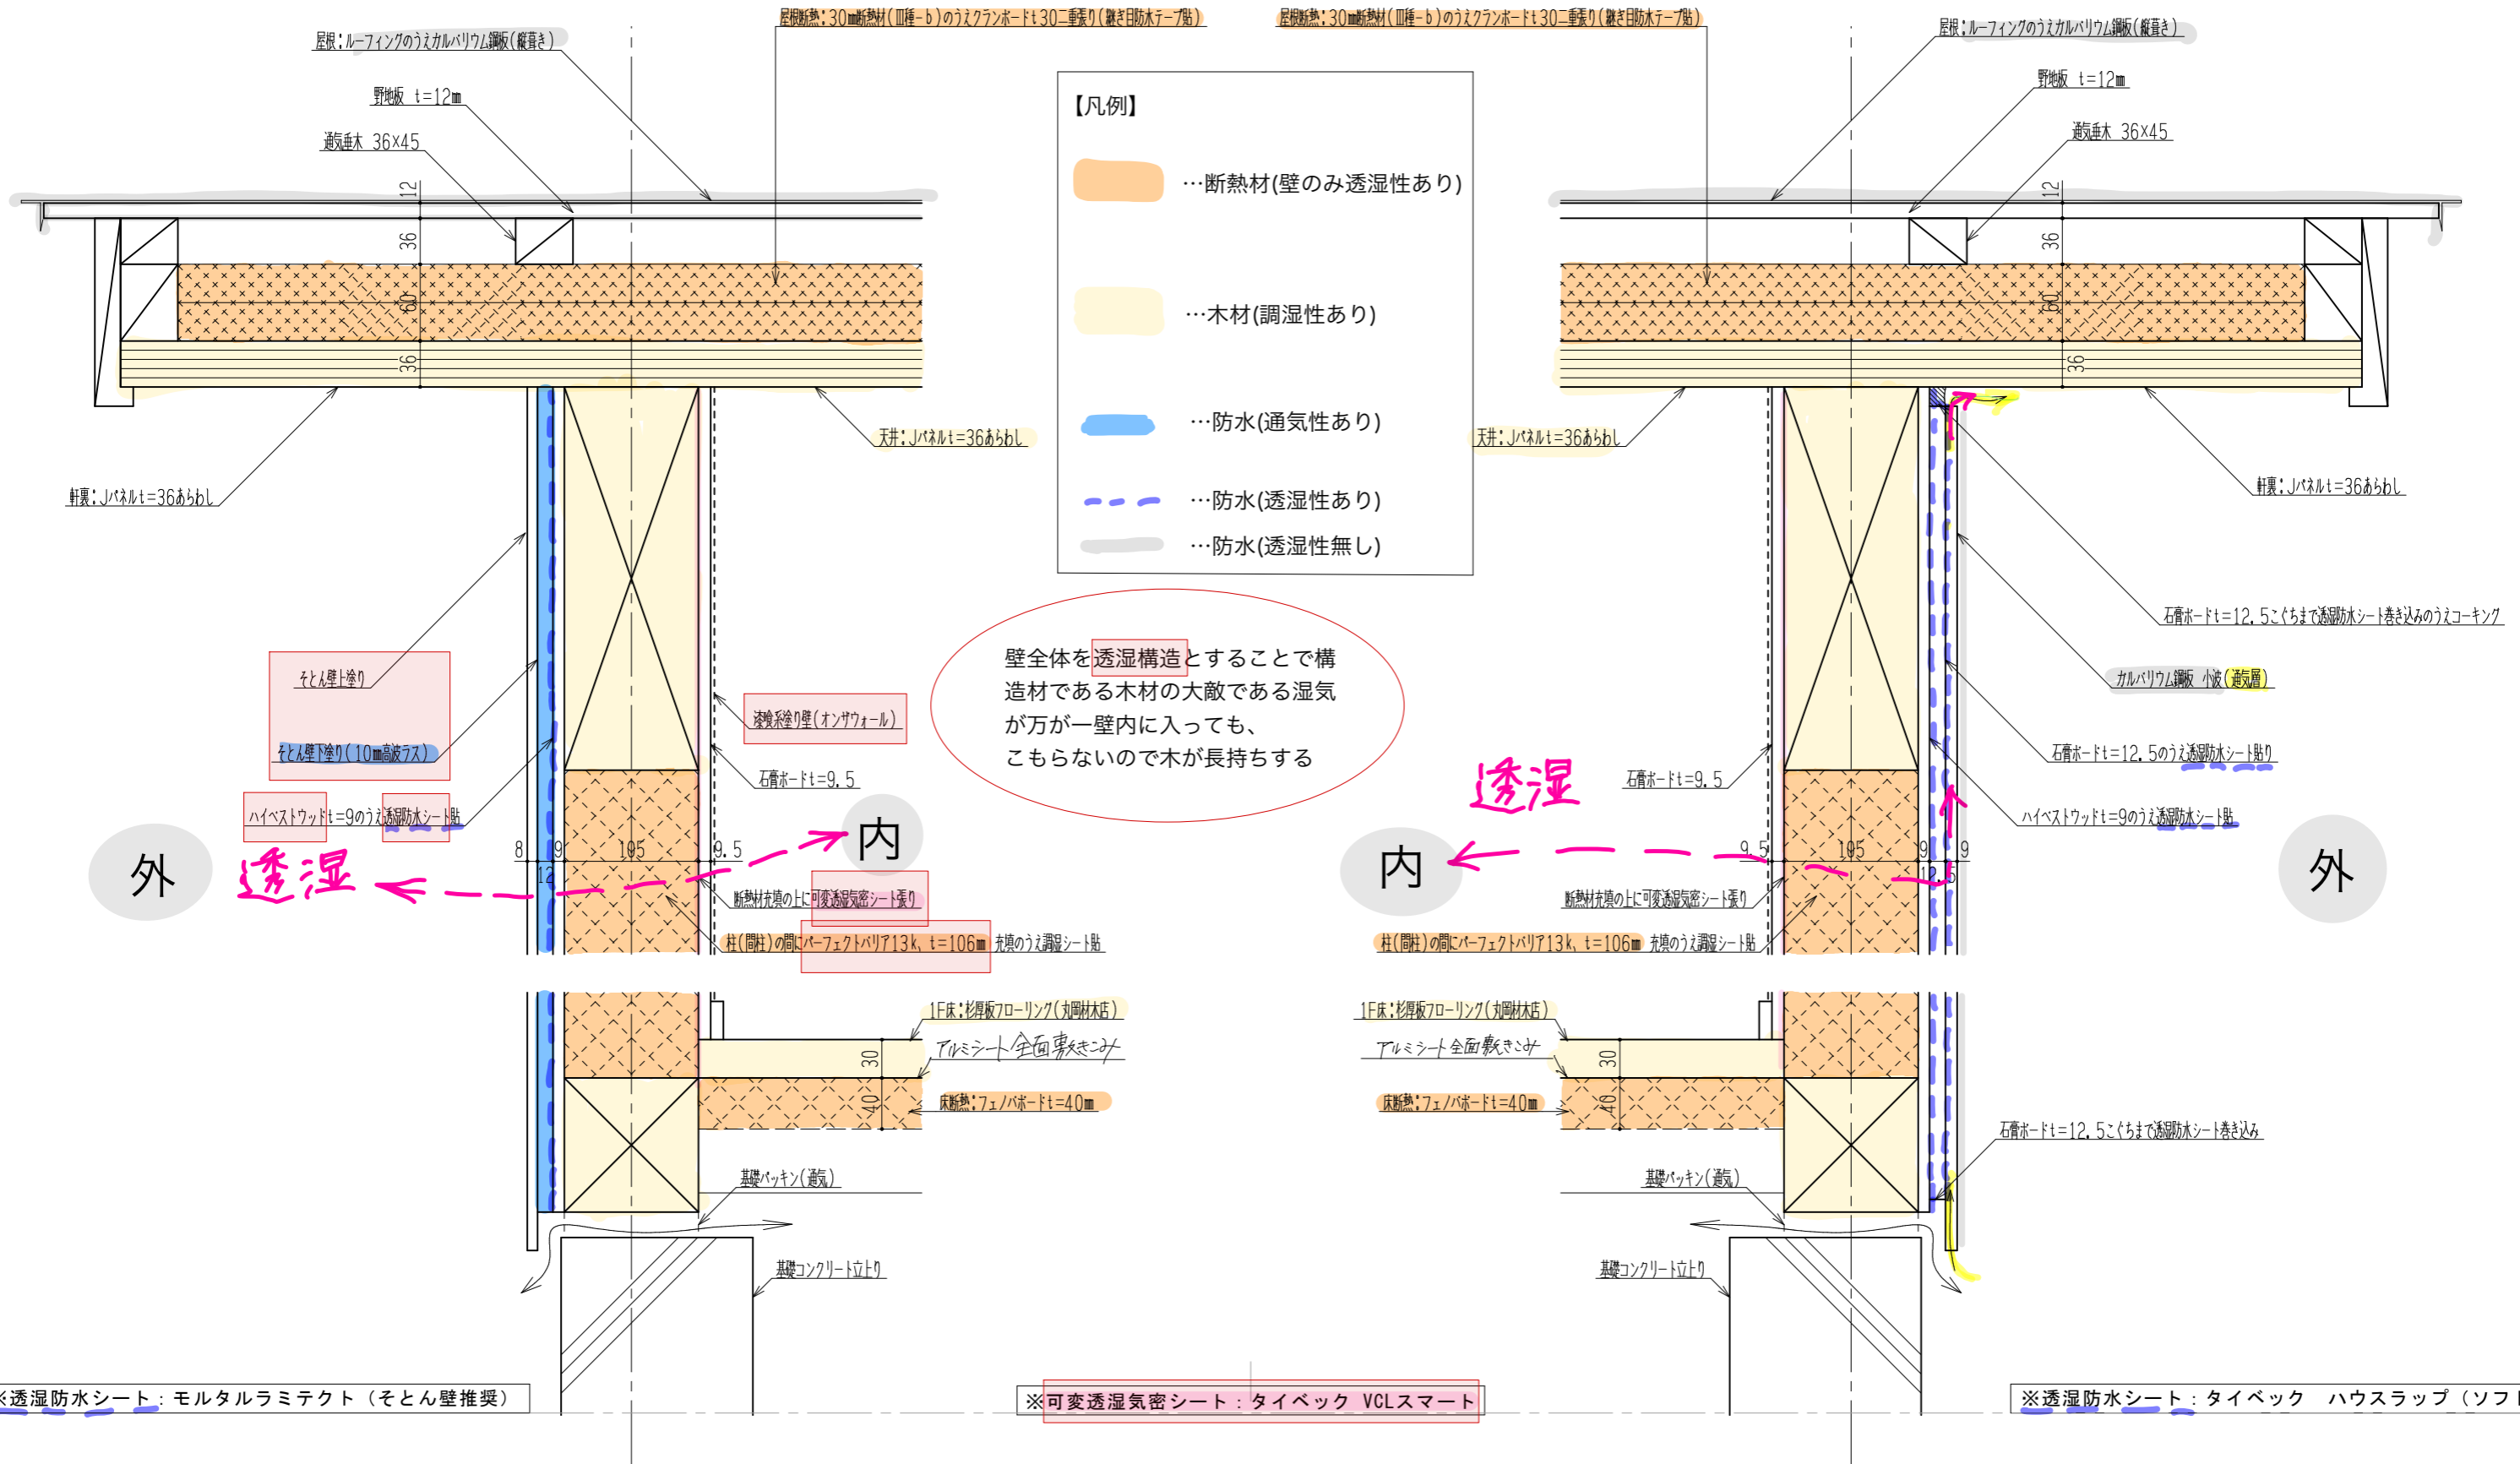 屋根断熱：30㎜断熱材(Ⅲ種-b)のうえクランボードt30二重張り(継ぎ目防水テープ貼)
屋根：ルーフィングのうえガルバリウム鋼板(縦葺き)
野地板 t=12㎜
通気垂木 36×45
12
36
60
36
天井：Jパネルt=36あらわし
軒裏：Jパネルt=36あらわし
そとん壁上塗り
そとん壁下塗り(10㎜高波ラス)
ハイベストウッドt=9のうえ透湿防水シート貼
漆喰系塗り壁(オンザウォール)
石膏ボードt=9.5
外
透湿
内
8
12
9
105
9.5
断熱材充填の上に可変透湿気密シート張り
柱(間柱)の間にパーフェクトバリア13k、t=106㎜ 充填のうえ調湿シート貼
1F床：杉厚板フローリング(丸岡材木店)
アルミシート全面敷きこみ
30
40
床断熱：フェノバボードt=40㎜
基礎パッキン(通気)
基礎コンクリート立上り
※透湿防水シート：モルタルラミテクト（そとん壁推奨）
【凡例】
…断熱材(壁のみ透湿性あり)
…木材(調湿性あり)
…防水(通気性あり)
…防水(透湿性あり)
…防水(透湿性無し)
壁全体を透湿構造とすることで構
造材である木材の大敵である湿気
が万が一壁内に入っても、
こもらないので木が長持ちする
※可変透湿気密シート：タイベック VCLスマート
屋根断熱：30㎜断熱材(Ⅲ種-b)のうえクランボードt30二重張り(継ぎ目防水テープ貼)
屋根：ルーフィングのうえガルバリウム鋼板(縦葺き)
野地板 t=12㎜
通気垂木 36×45
12
36
60
36
天井：Jパネルt=36あらわし
軒裏：Jパネルt=36あらわし
石膏ボードt=12.5こぐちまで透湿防水シート巻き込みのうえコーキング
ガルバリウム鋼板 小波(通気層)
石膏ボードt=12.5のうえ透湿防水シート貼り
ハイベストウッドt=9のうえ透湿防水シート貼
石膏ボードt=9.5
透湿
内
外
9.5
105
9
12.5
9
断熱材充填の上に可変透湿気密シート張り
柱(間柱)の間にパーフェクトバリア13k、t=106㎜ 充填のうえ調湿シート貼
1F床：杉厚板フローリング(丸岡材木店)
アルミシート全面敷きこみ
30
40
床断熱：フェノバボードt=40㎜
石膏ボードt=12.5こぐちまで透湿防水シート巻き込み
基礎パッキン(通気)
基礎コンクリート立上り
※透湿防水シート：タイベック　ハウスラップ（ソフト